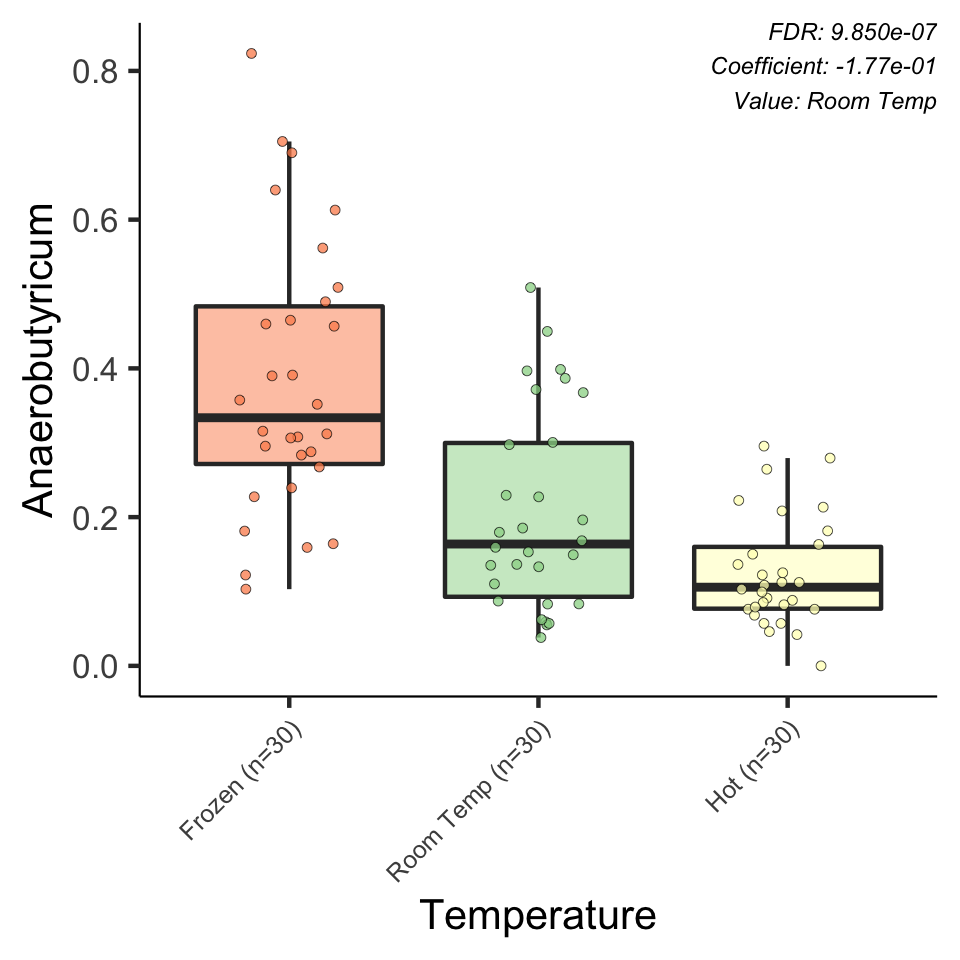 FDR: 9.850e-07
Coefficient: -1.77e-01
Value: Room Temp
Anaerobutyricum
0.8
0.6
0.4
0.2
0.0
Frozen (n=30)
Room Temp (n=30)
Hot (n=30)
Temperature